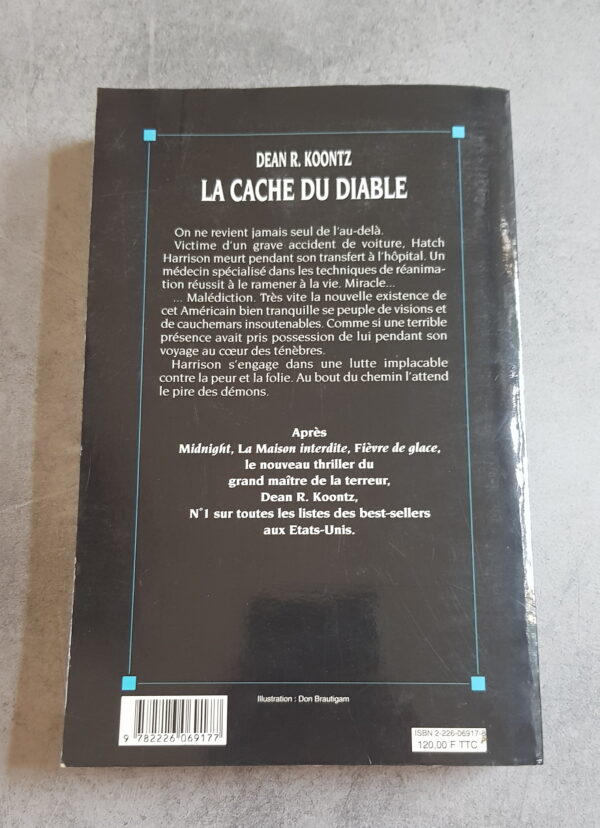 DEAN R. KOONTZ
LA CACHE DU DIABLE
On ne revient jamais seul de l'au-delà.
Victime d'un grave accident de voiture, Hatch
Harrison meurt pendant son transfert à l'hôpital. Un
médecin spécialisé dans les techniques de réanima-
tion réussit à le ramener à la vie. Miracle...
... Malédiction. Très vite la nouvelle existence de
cet Américain bien tranquille se peuple de visions et
de cauchemars insoutenables. Comme si une terrible
présence avait pris possession de lui pendant son
voyage au cœur des ténèbres.
Harrison s'engage dans une lutte implacable
contre la peur et la folie. Au bout du chemin l'attend
le pire des démons.
Après
Midnight, La Maison interdite, Fièvre de glace,
le nouveau thriller du
grand maître de la terreur,
Dean R. Koontz,
N°1 sur toutes les listes des best-sellers
aux Etats-Unis.
Illustration : Don Brautigam
9 782226 069177
ISBN 2-226-06917-8
120,00 F TTC